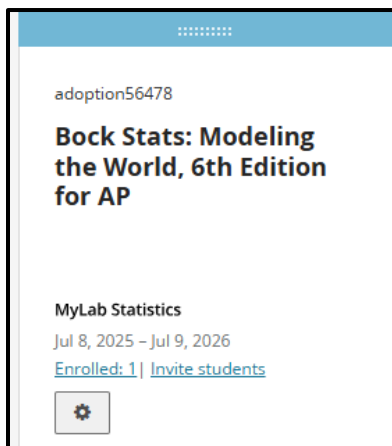 adoption56478
Bock Stats: Modeling
the World, 6th Edition
for AP
MyLab Statistics
Jul 8, 2025 – Jul 9, 2026
Enrolled: 1| Invite students